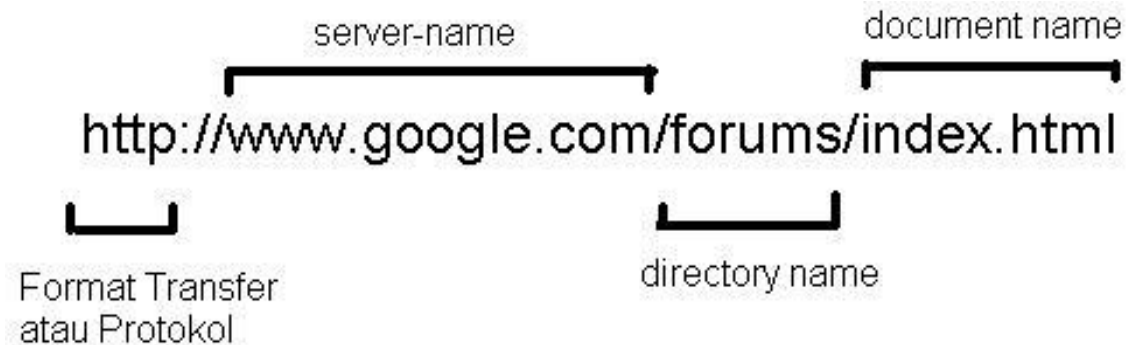 server-name
document name
http://www.google.com/forums/index.html
directory name
Format Transfer
atau Protokol